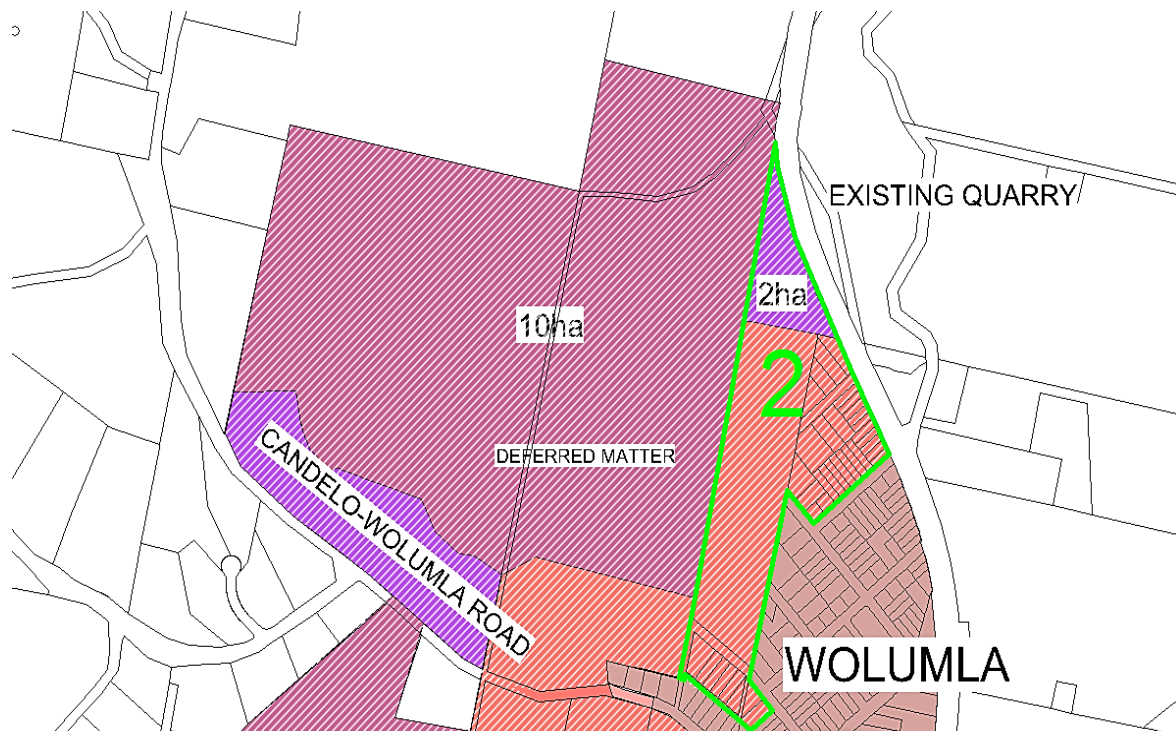 EXISTING QUARRY
2ha
10ha
2
CANDELO-WOLUMLA ROAD
DEFERRED MATTER
WOLUMLA